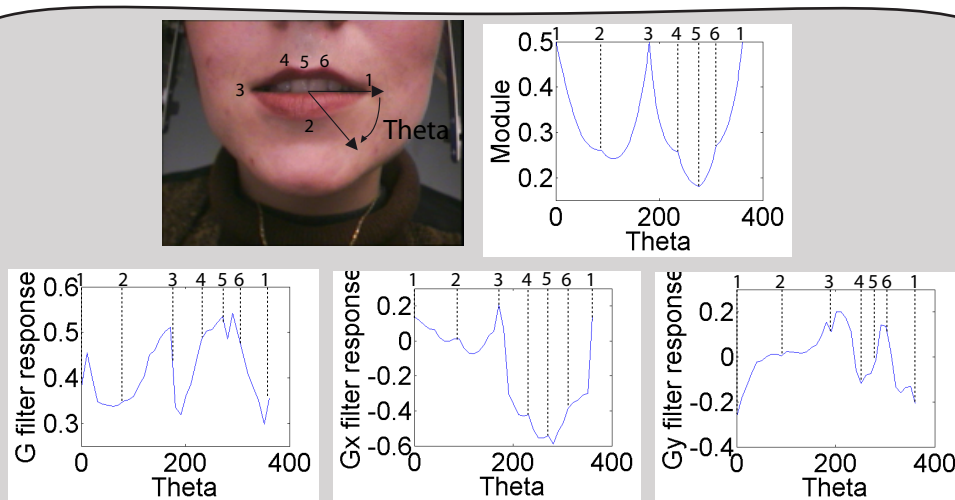 4 5 6
3
1
2
Theta
1 2 3 4 5 6 1
0.5
0.4
0.3
0.2
Module
0 200 400
Theta
1 2 3 4 5 6 1
0.6
0.5
0.4
0.3
G filter response
0 200 400
Theta
1 2 3 4 5 6 1
0.2
0
-0.2
-0.4
-0.6
Gx filter response
0 200 400
Theta
1 2 3 4 5 6 1
0.2
0
-0.2
-0.4
Gy filter response
0 200 400
Theta